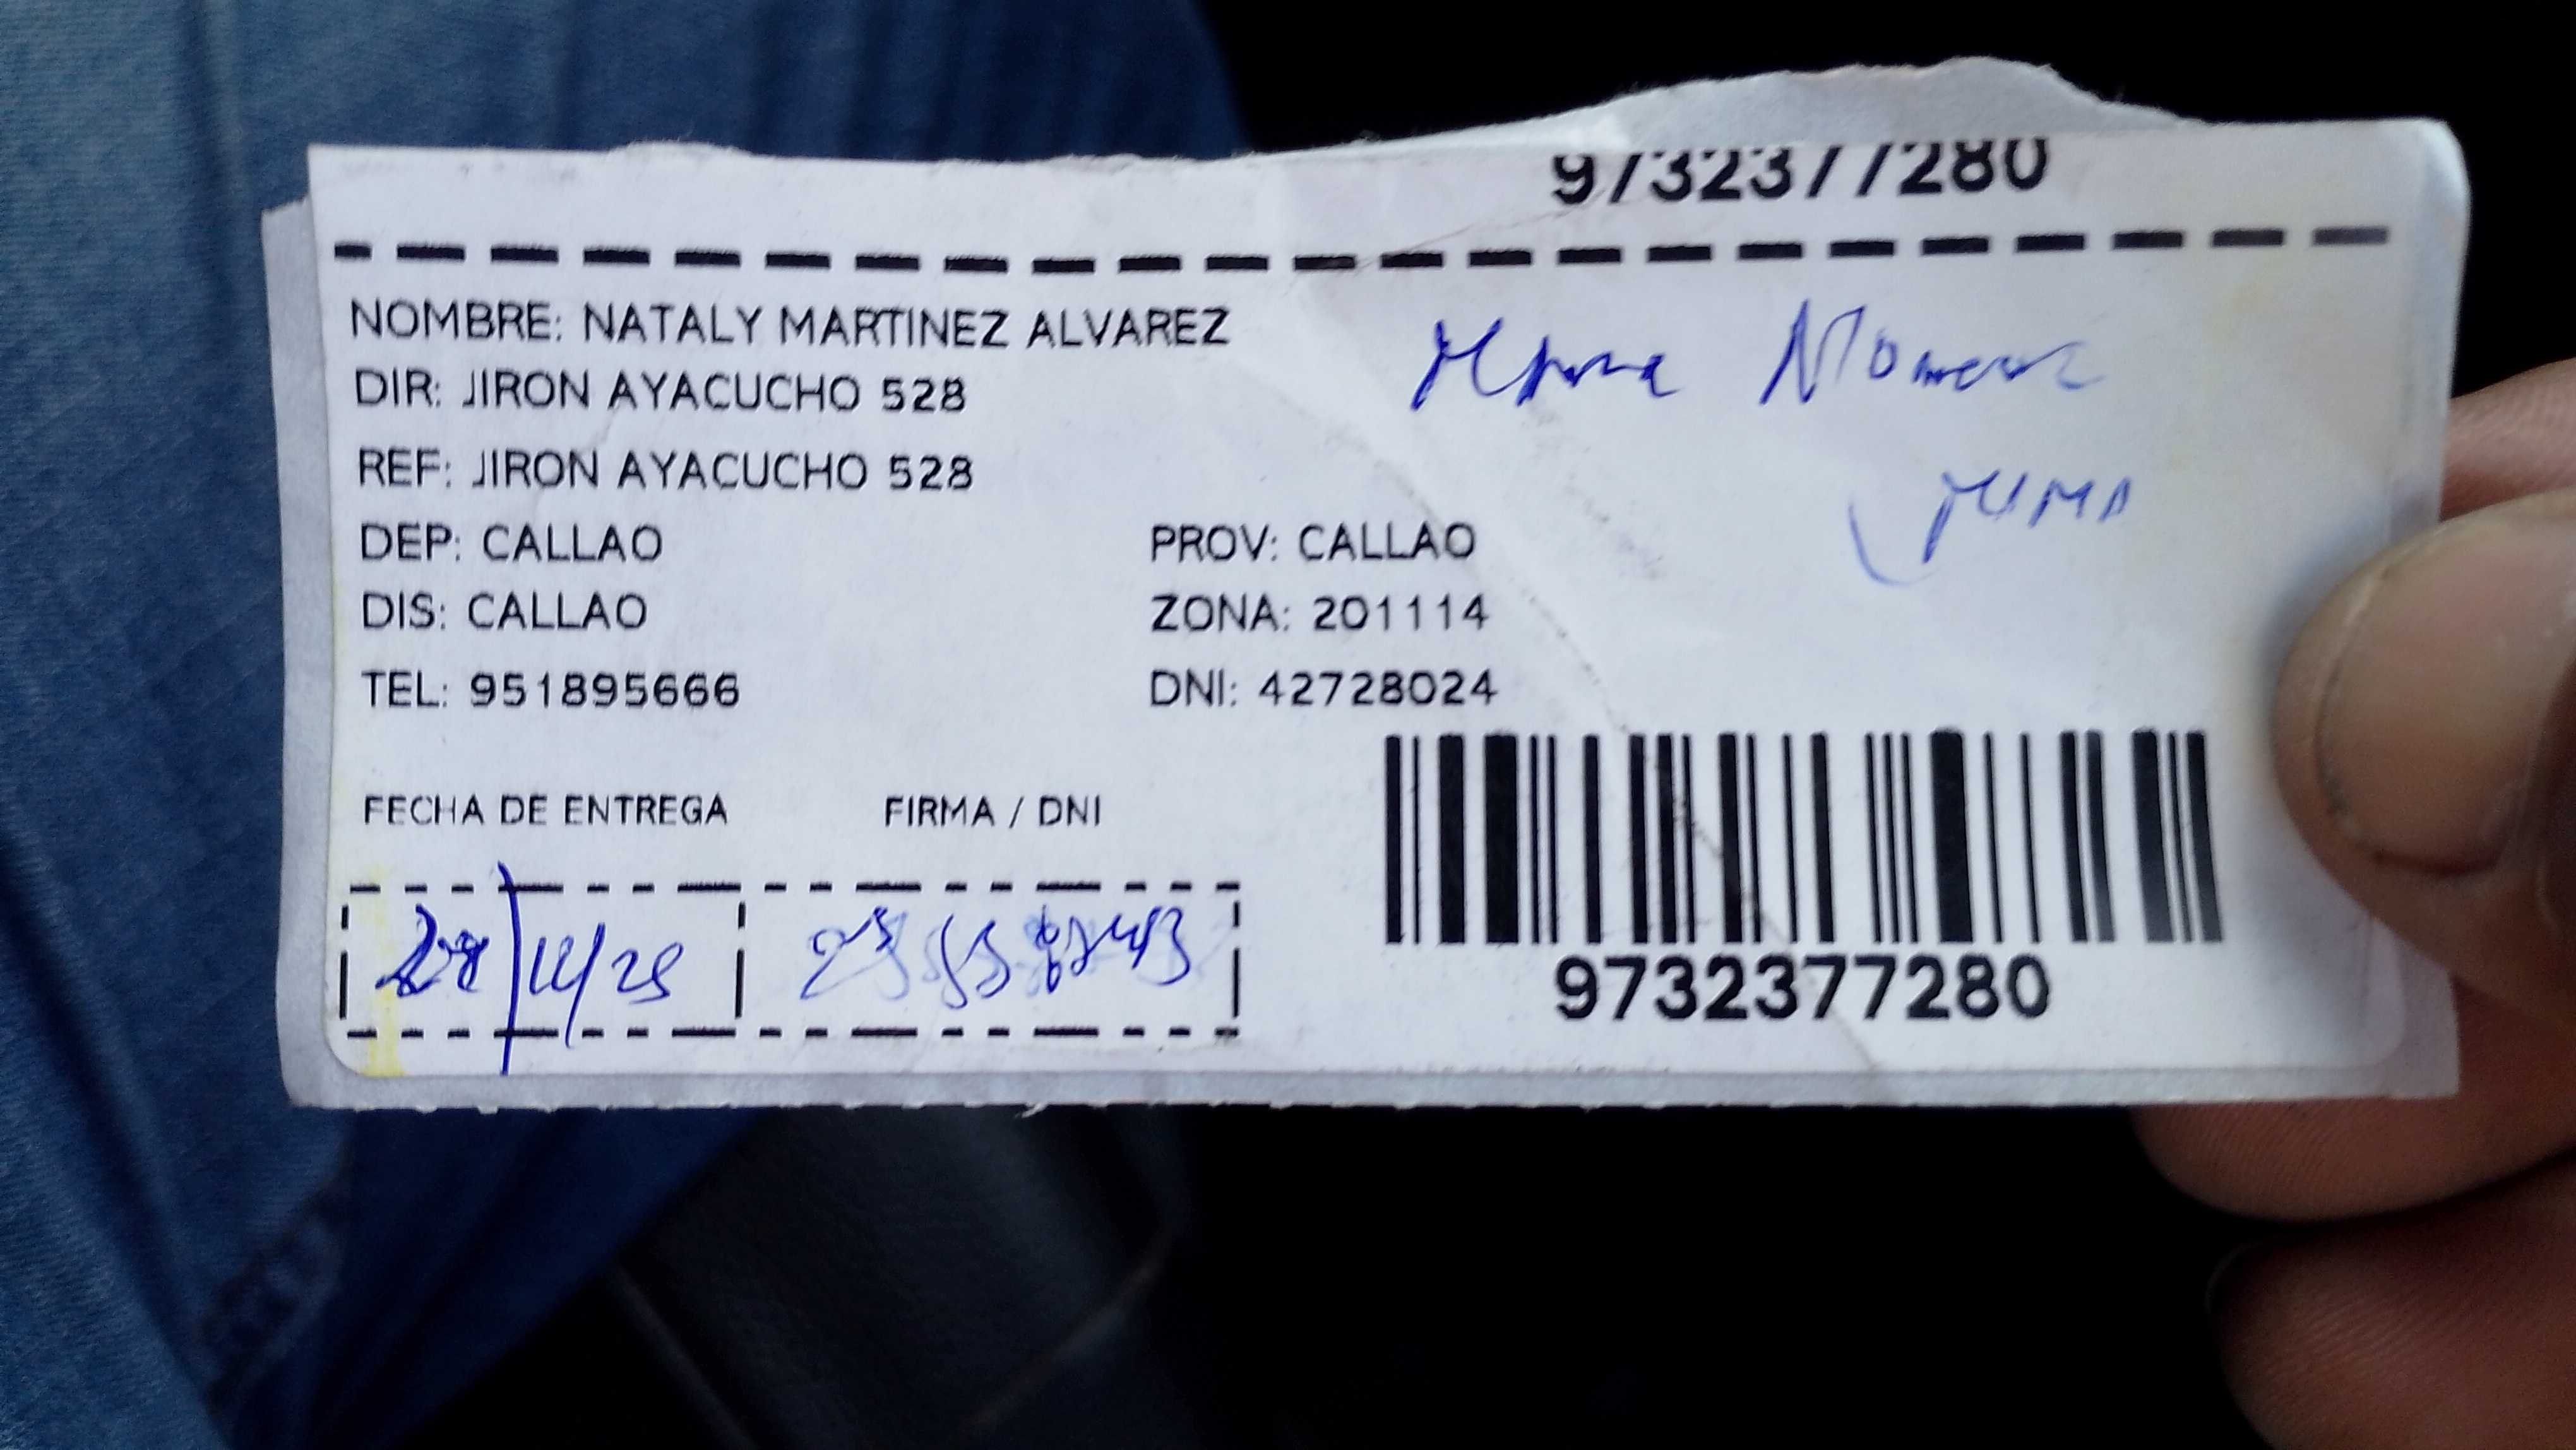 9732377280
NOMBRE: NATALY MARTINEZ ALVAREZ
DIR: JIRON AYACUCHO 528
REF: JIRON AYACUCHO 528
DEP: CALLAO PROV: CALLAO
DIS: CALLAO ZONA: 201114
TEL: 951895666 DNI: 42728024
FECHA DE ENTREGA FIRMA / DNI
9732377280